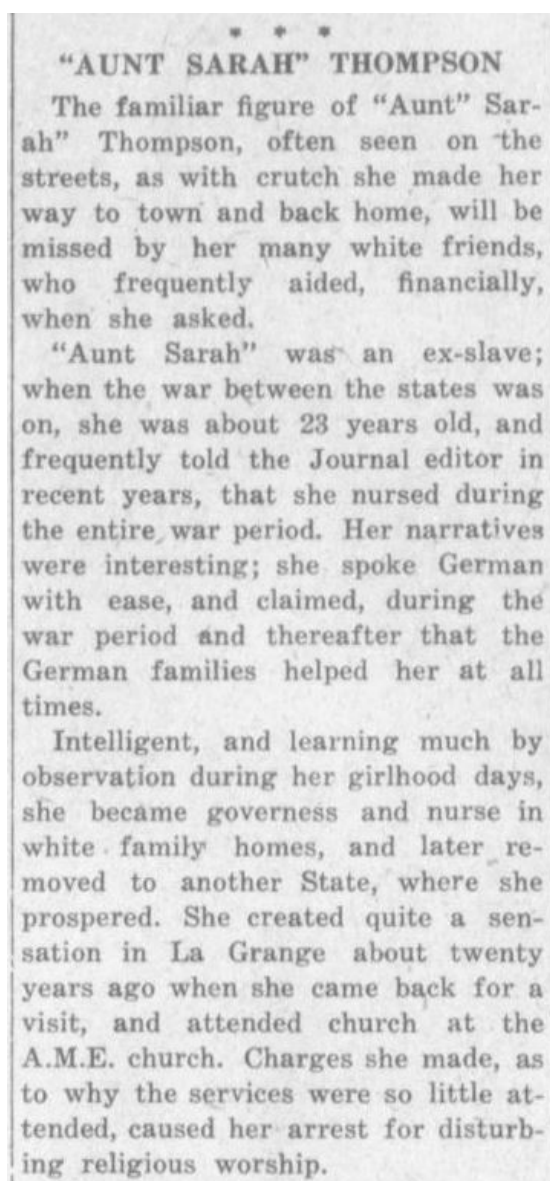 * * *
“AUNT SARAH” THOMPSON
The familiar figure of “Aunt” Sar-
ah” Thompson, often seen on the
streets, as with crutch she made her
way to town and back home, will be
missed by her many white friends,
who frequently aided, financially,
when she asked.
“Aunt Sarah” was an ex-slave;
when the war between the states was
on, she was about 23 years old, and
frequently told the Journal editor in
recent years, that she nursed during
the entire war period. Her narratives
were interesting; she spoke German
with ease, and claimed, during the
war period and thereafter that the
German families helped her at all
times.
Intelligent, and learning much by
observation during her girlhood days,
she became governess and nurse in
white family homes, and later re-
moved to another State, where she
prospered. She created quite a sen-
sation in La Grange about twenty
years ago when she came back for a
visit, and attended church at the
A.M.E. church. Charges she made, as
to why the services were so little at-
tended, caused her arrest for disturb-
ing religious worship.